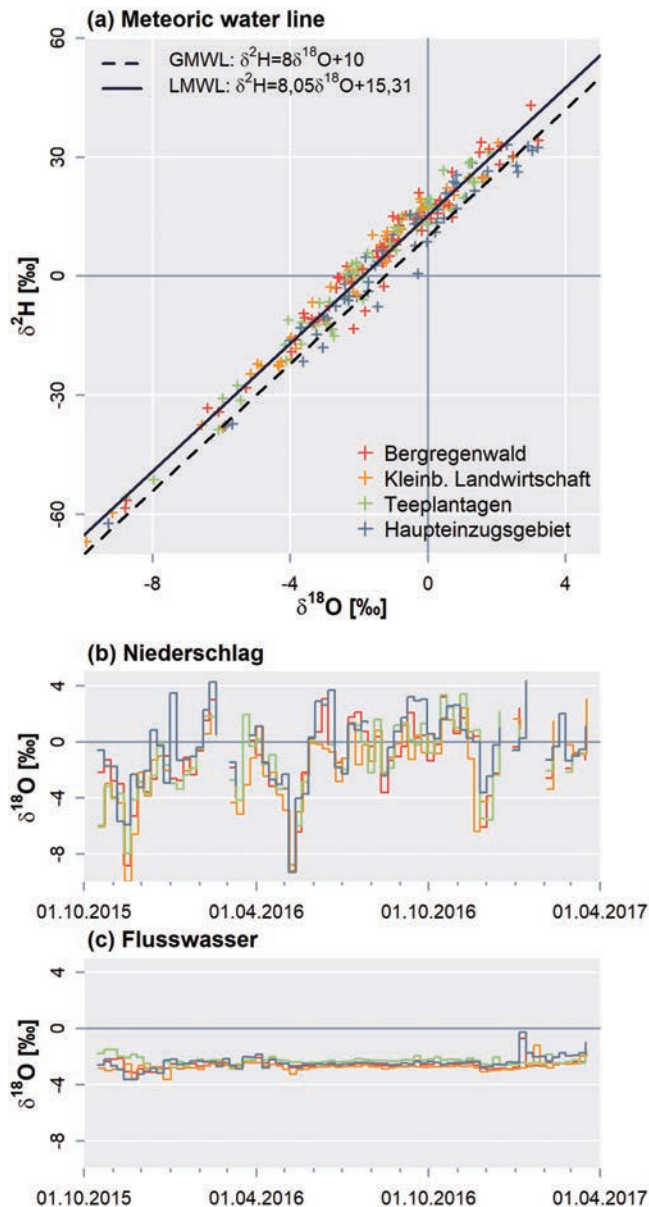 (a) Meteoric water line
60
30
0
-30
-60
δ²H [‰]
GMWL: δ²H=8δ¹⁸O+10
LMWL: δ²H=8,05δ¹⁸O+15,31
Bergregenwald
Kleinb. Landwirtschaft
Teeplantagen
Haupteinzugsgebiet
-8 -4 0 4
δ¹⁸O [‰]
(b) Niederschlag
4
0
-4
-8
δ¹⁸O [‰]
01.10.2015 01.04.2016 01.10.2016 01.04.2017
(c) Flusswasser
4
0
-4
-8
δ¹⁸O [‰]
01.10.2015 01.04.2016 01.10.2016 01.04.2017